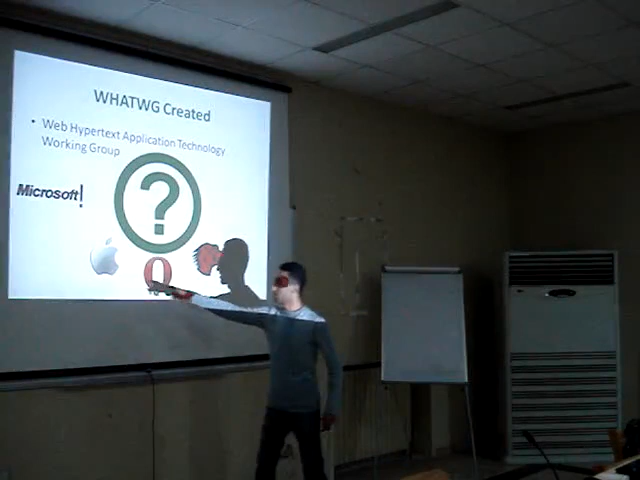 WHATWG Created
• Web Hypertext Application Technology
Working Group
Microsoft!
?